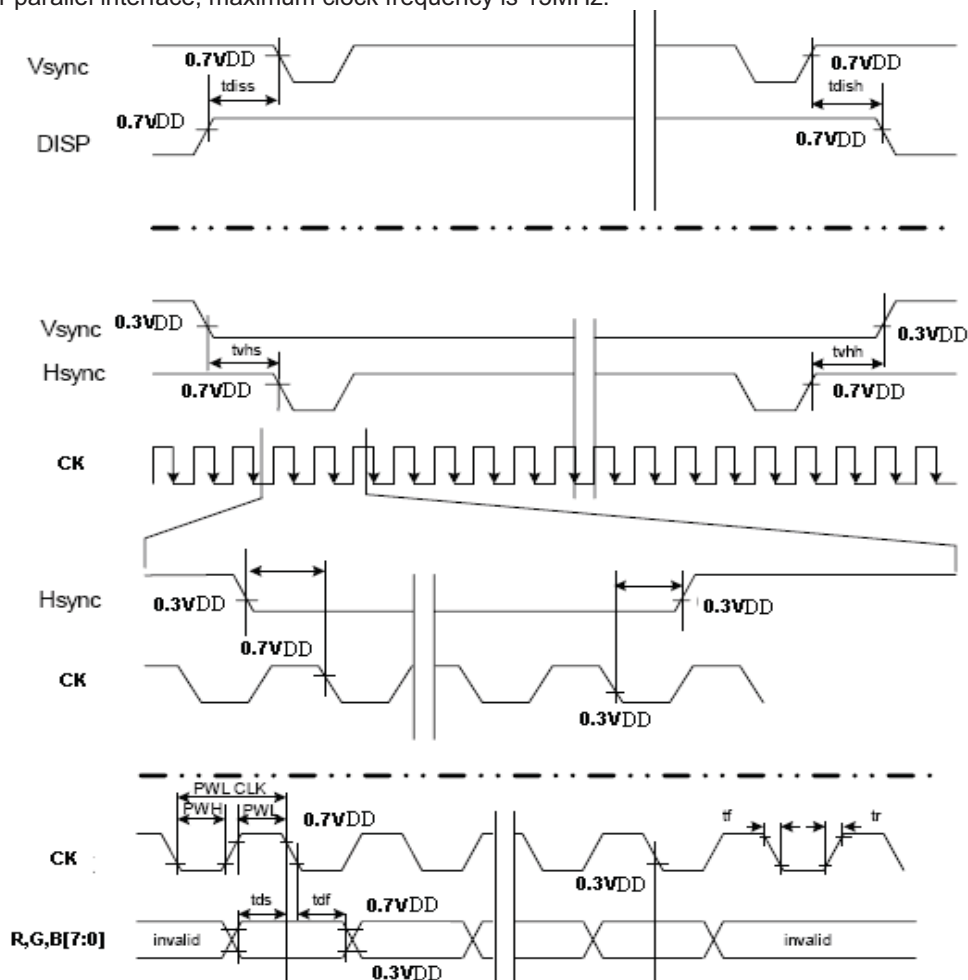 parallel interface, maximum clock frequency is 15MHz.
Vsync
0.7VDD
0.7VDD
tdiss
tdish
0.7VDD
DISP
0.7VDD
Vsync
0.3VDD
0.3VDD
tvhs
tvhh
Hsync
0.7VDD
0.7VDD
CK
Hsync
0.3VDD
0.3VDD
0.7VDD
CK
0.3VDD
PWL CLK
PWH
PWL
0.7VDD
tf
tr
CK
0.3VDD
tds
tdf
0.7VDD
R,G,B[7:0]
invalid
invalid
0.3VDD